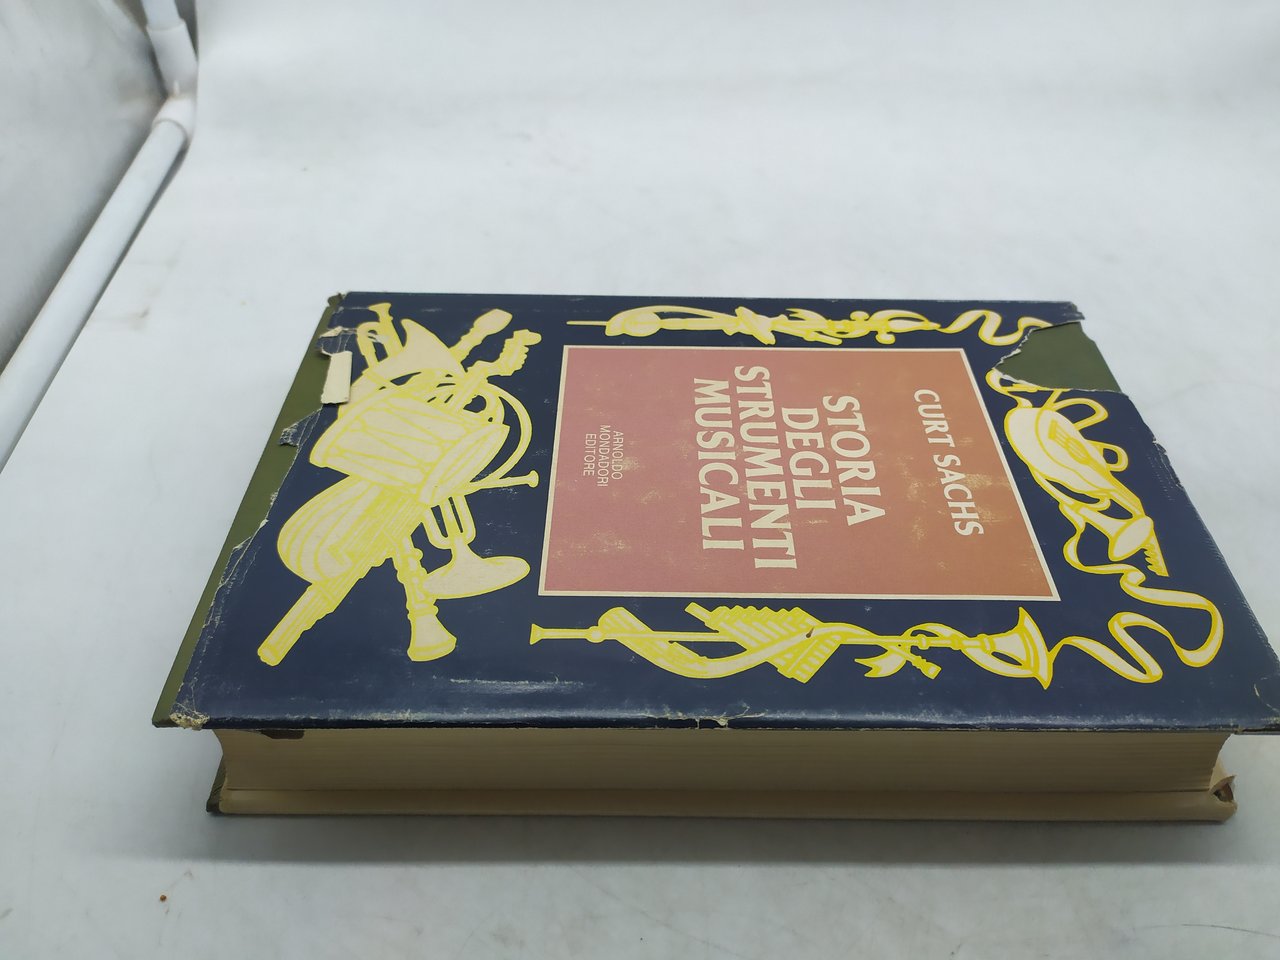 CURT SACHS
STORIA
DEGLI
STRUMENTI
MUSICALI
ARNOLDO
MONDADORI
EDITORE